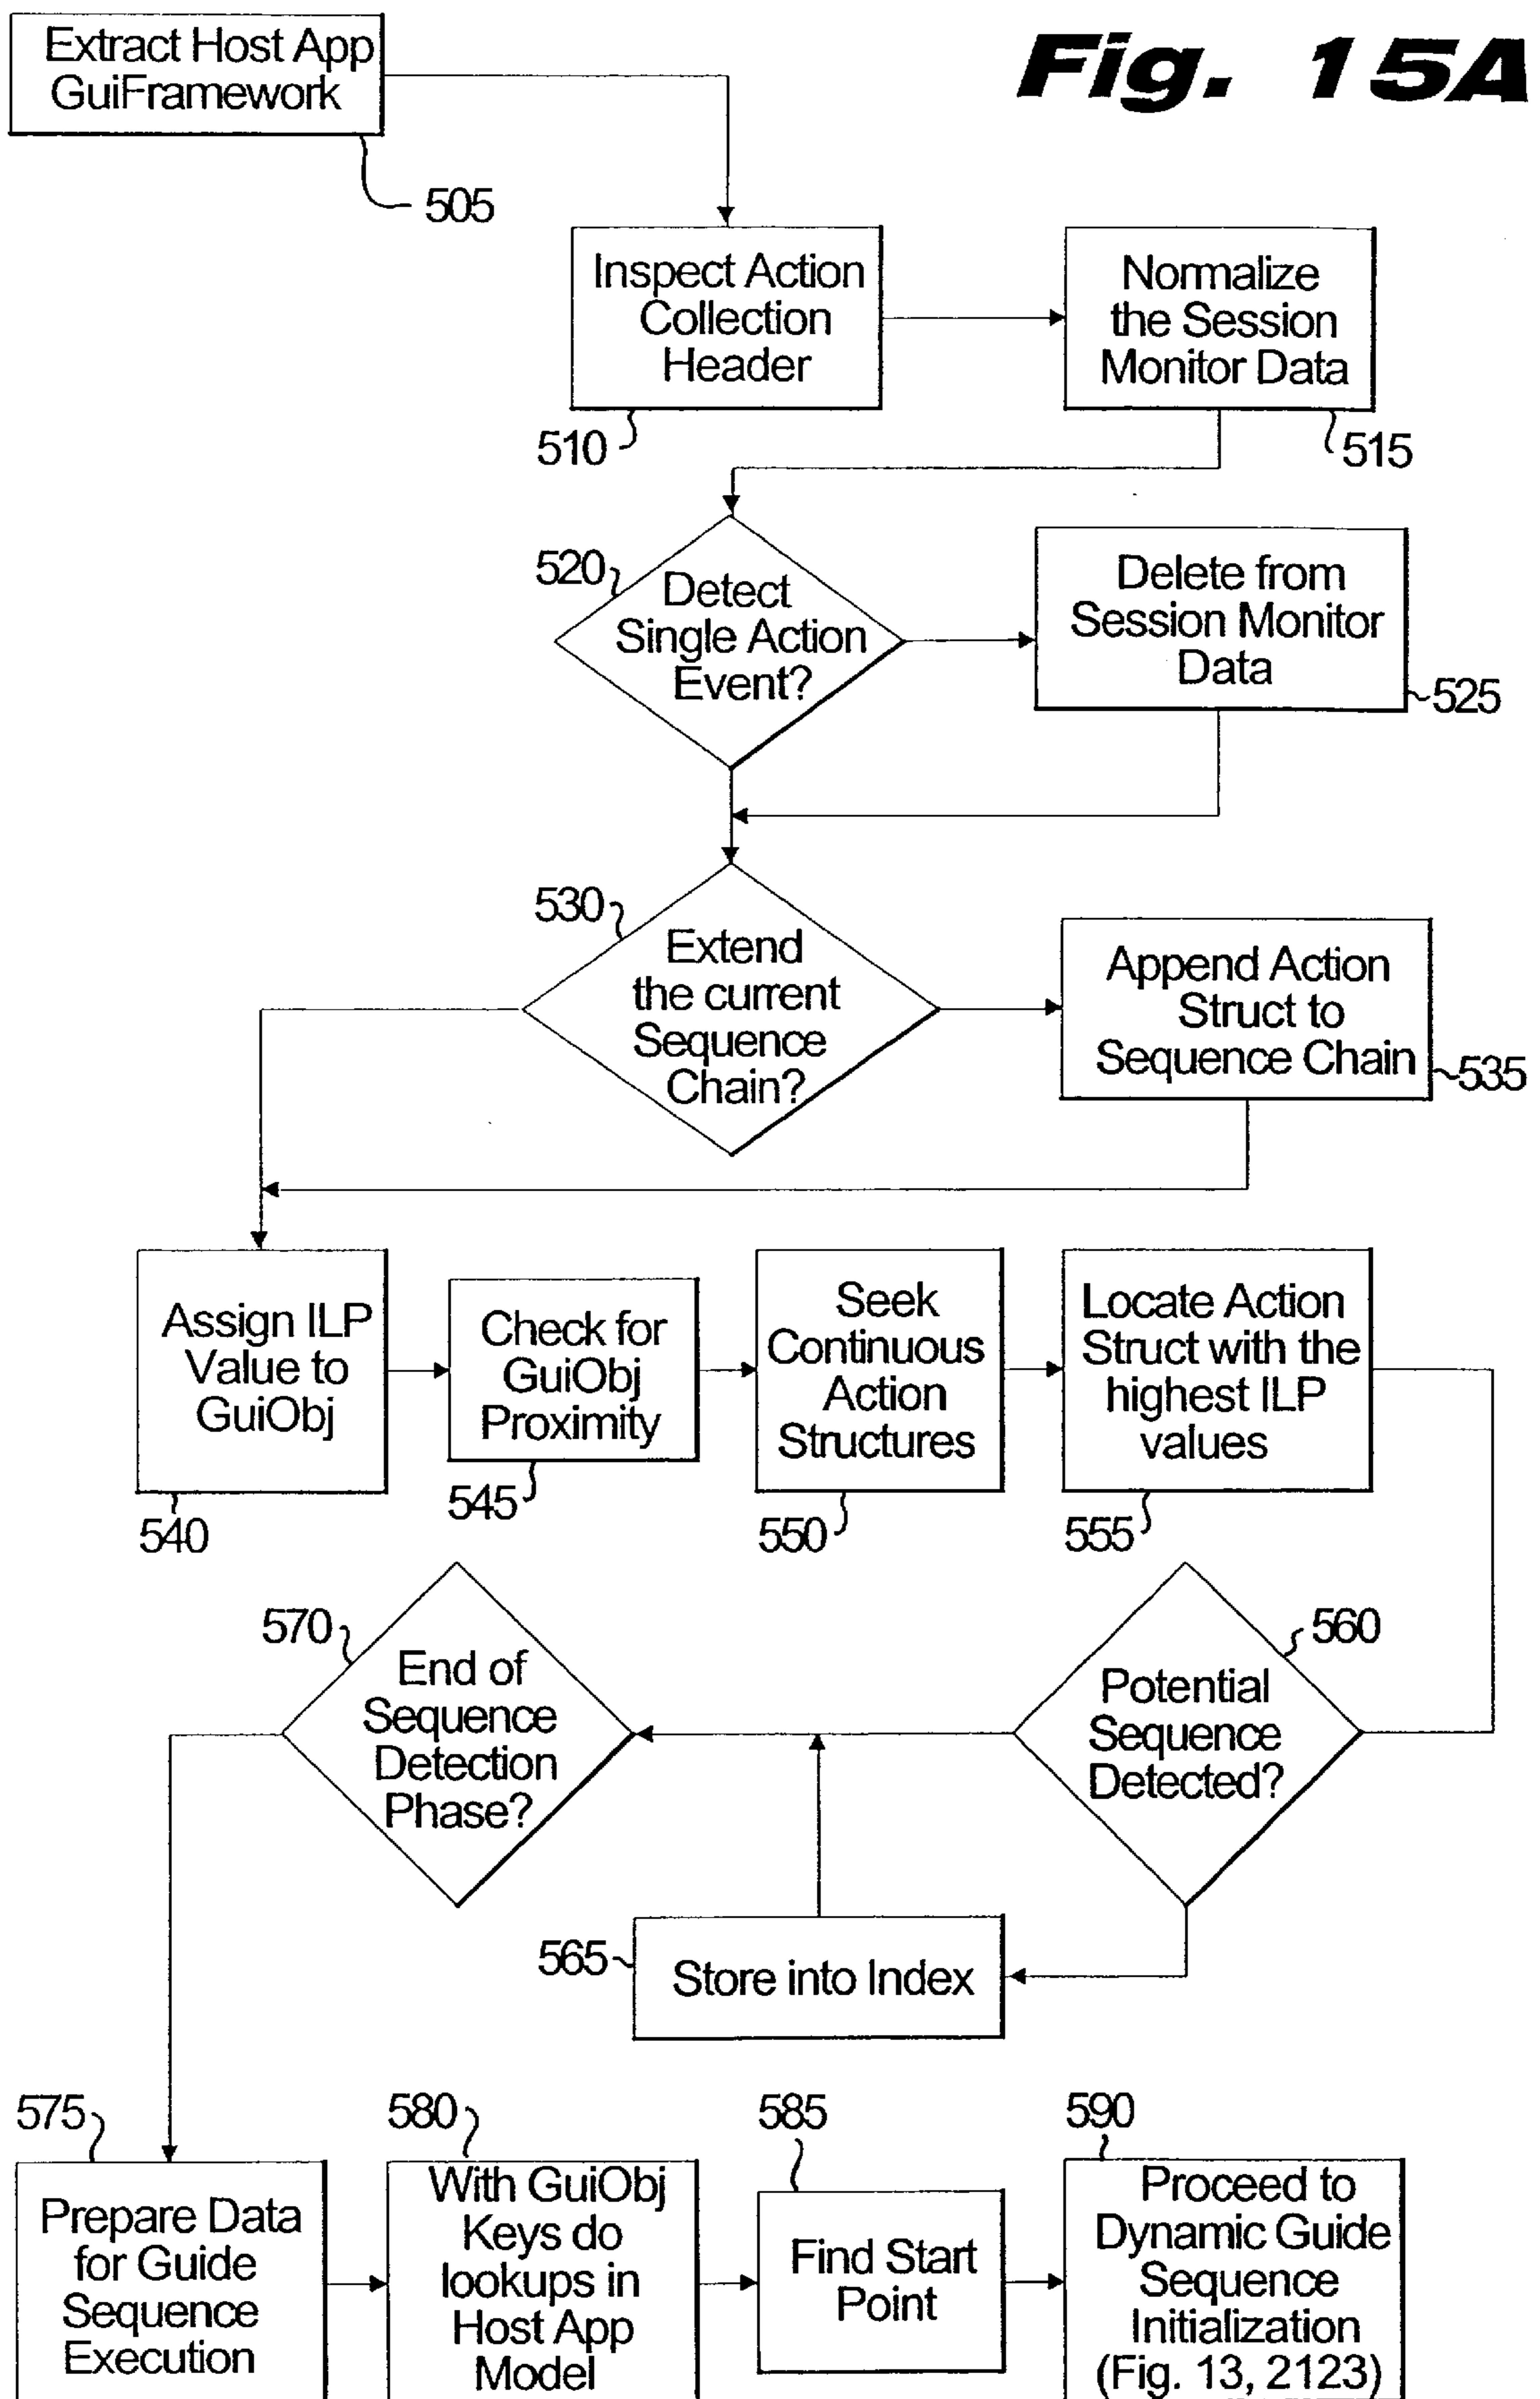 Fig. 15A
Extract Host App
GuiFramework
505
Inspect Action
Collection
Header
510
Normalize
the Session
Monitor Data
515
520
Detect
Single Action
Event?
Delete from
Session Monitor
Data
525
530
Extend
the current
Sequence
Chain?
Append Action
Struct to
Sequence Chain
535
Assign ILP
Value to
GuiObj
540
Check for
GuiObj
Proximity
545
Seek
Continuous
Action
Structures
550
Locate Action
Struct with the
highest ILP
values
555
560
Potential
Sequence
Detected?
565
Store into Index
570
End of
Sequence
Detection
Phase?
575
Prepare Data
for Guide
Sequence
Execution
580
With GuiObj
Keys do
lookups in
Host App
Model
585
Find Start
Point
590
Proceed to
Dynamic Guide
Sequence
Initialization
(Fig. 13, 2123)